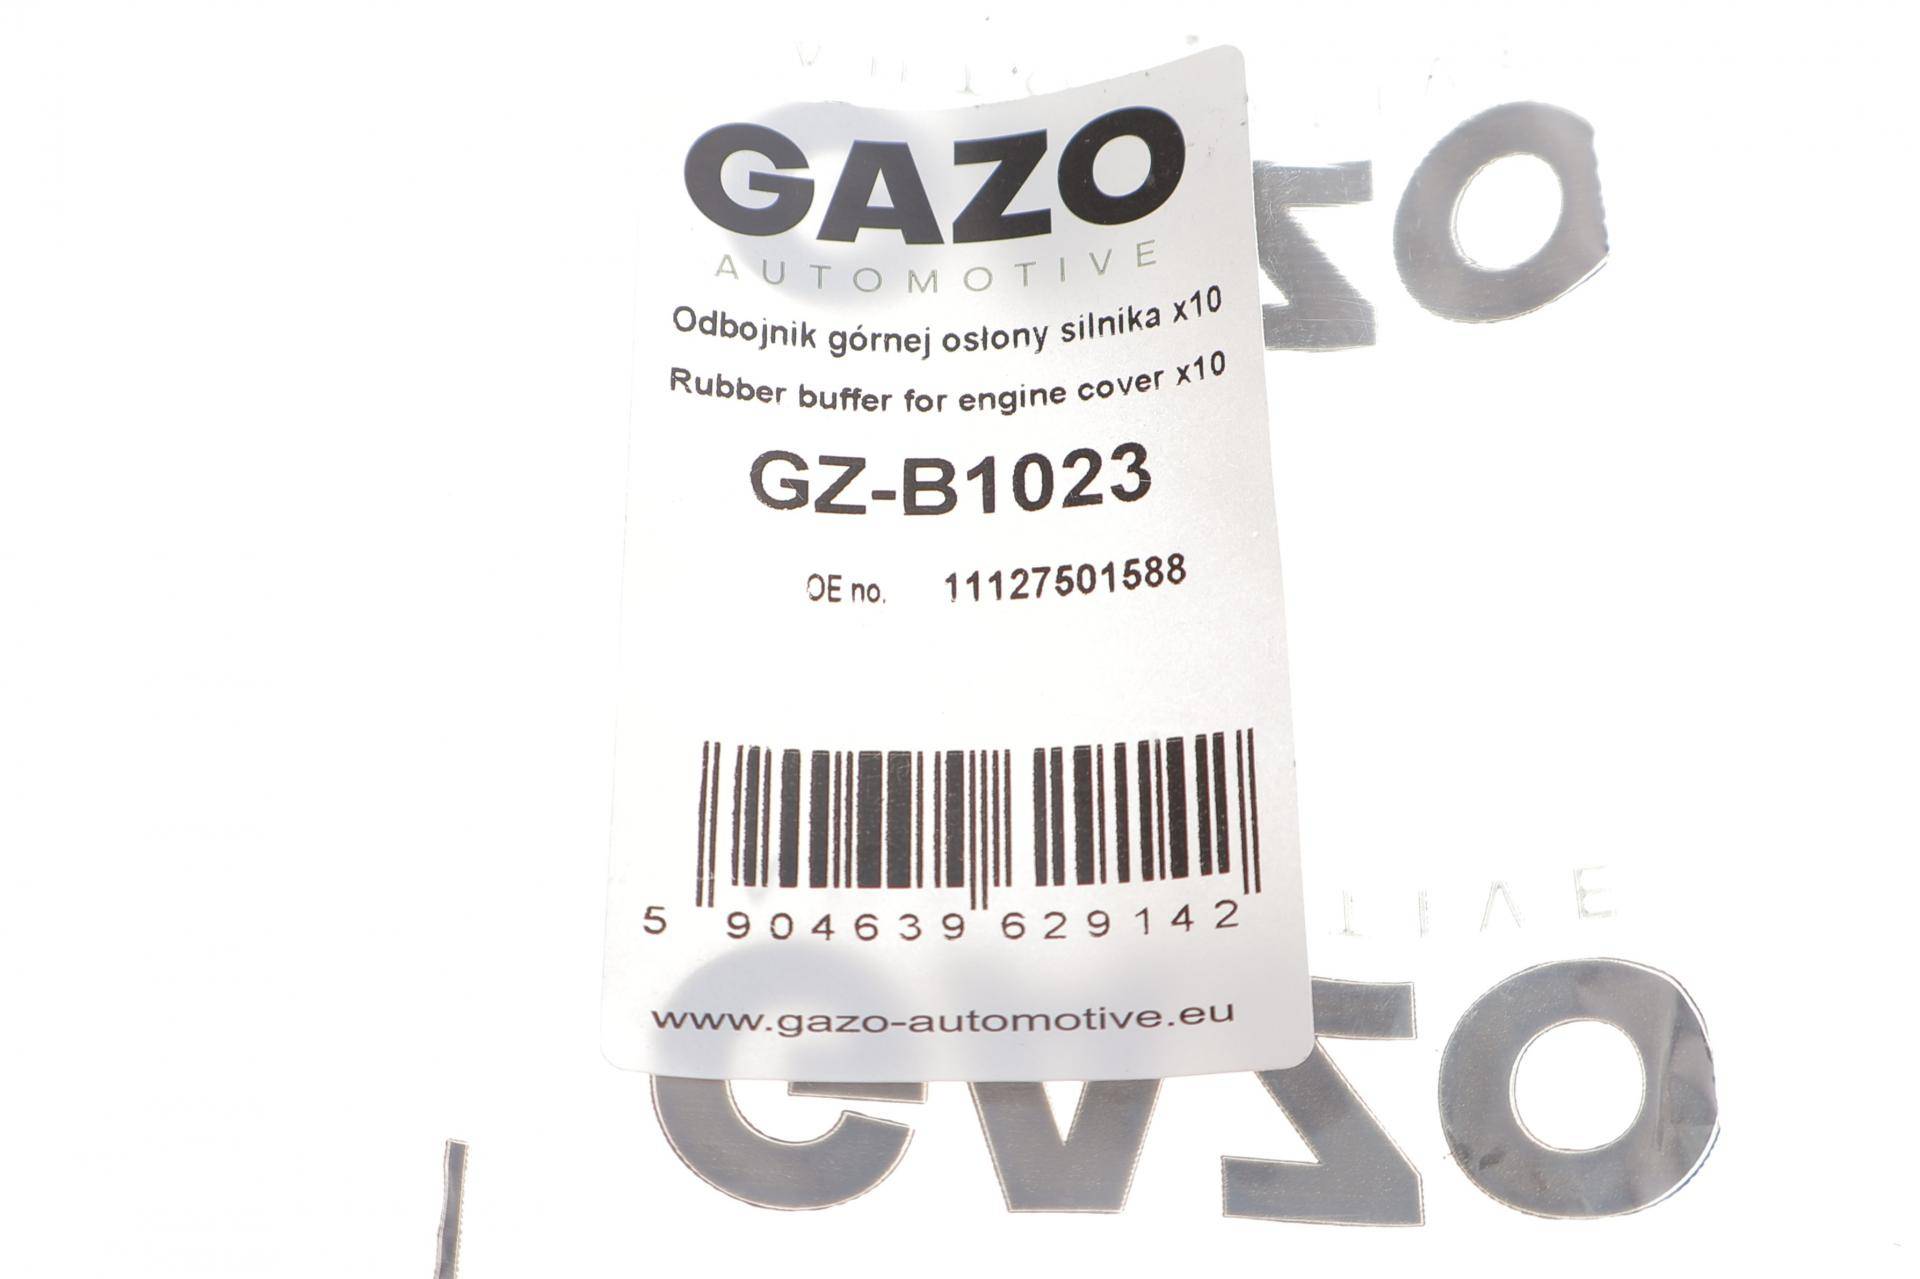 GAZO
AUTOMOTIVE
Odbojnik górnej osłony silnika x10
Rubber buffer for engine cover x10
GZ-B1023
OE no. 11127501588
5 904639 629142
www.gazo-automotive.eu